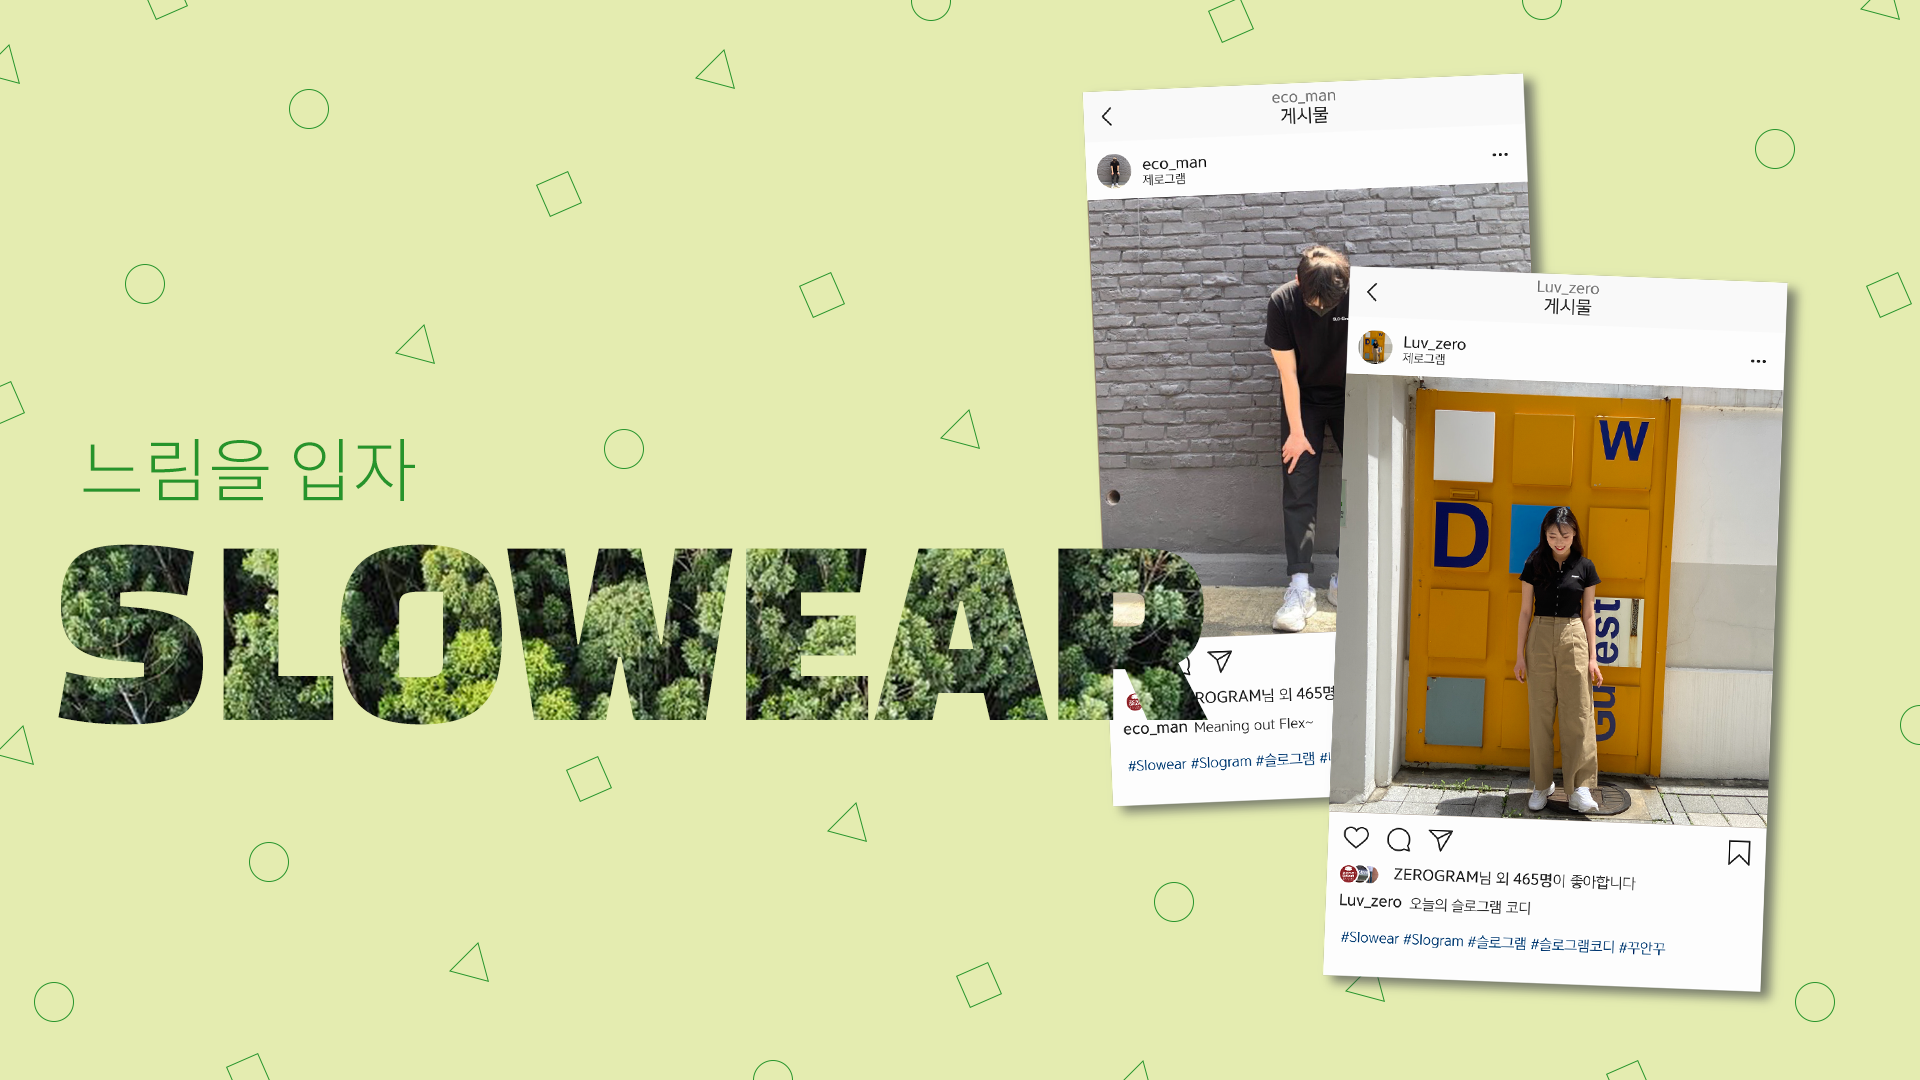 느림을 입자
SLOWEAR
eco_man
게시물
eco_man
제로그램
ROGRAM님 외 465명
eco_man Meaning out Flex~
#Slowear #Slogram #슬로그램
Luv_zero
게시물
Luv_zero
제로그램
W
D
Guest
ZEROGRAM님 외 465명이 좋아합니다
Luv_zero 오늘의 슬로그램 코디
#Slowear #Slogram #슬로그램 #슬로그램코디 #꾸안꾸